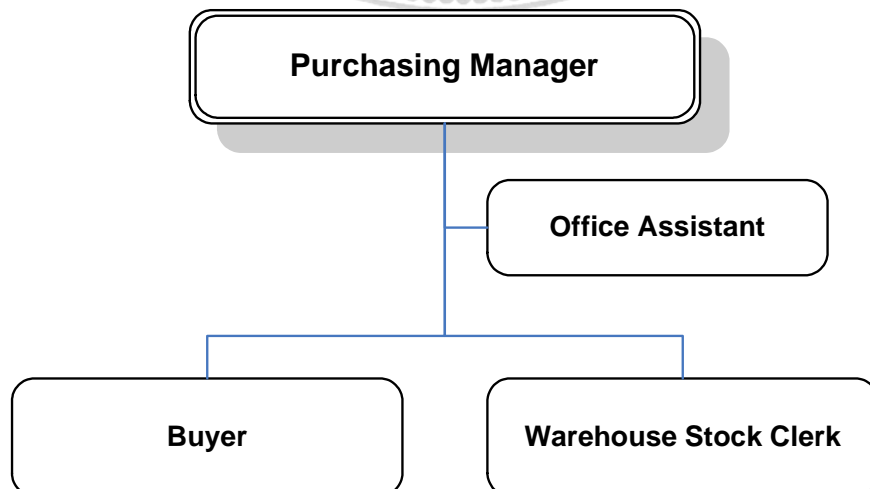 Purchasing Manager
Office Assistant
Buyer
Warehouse Stock Clerk